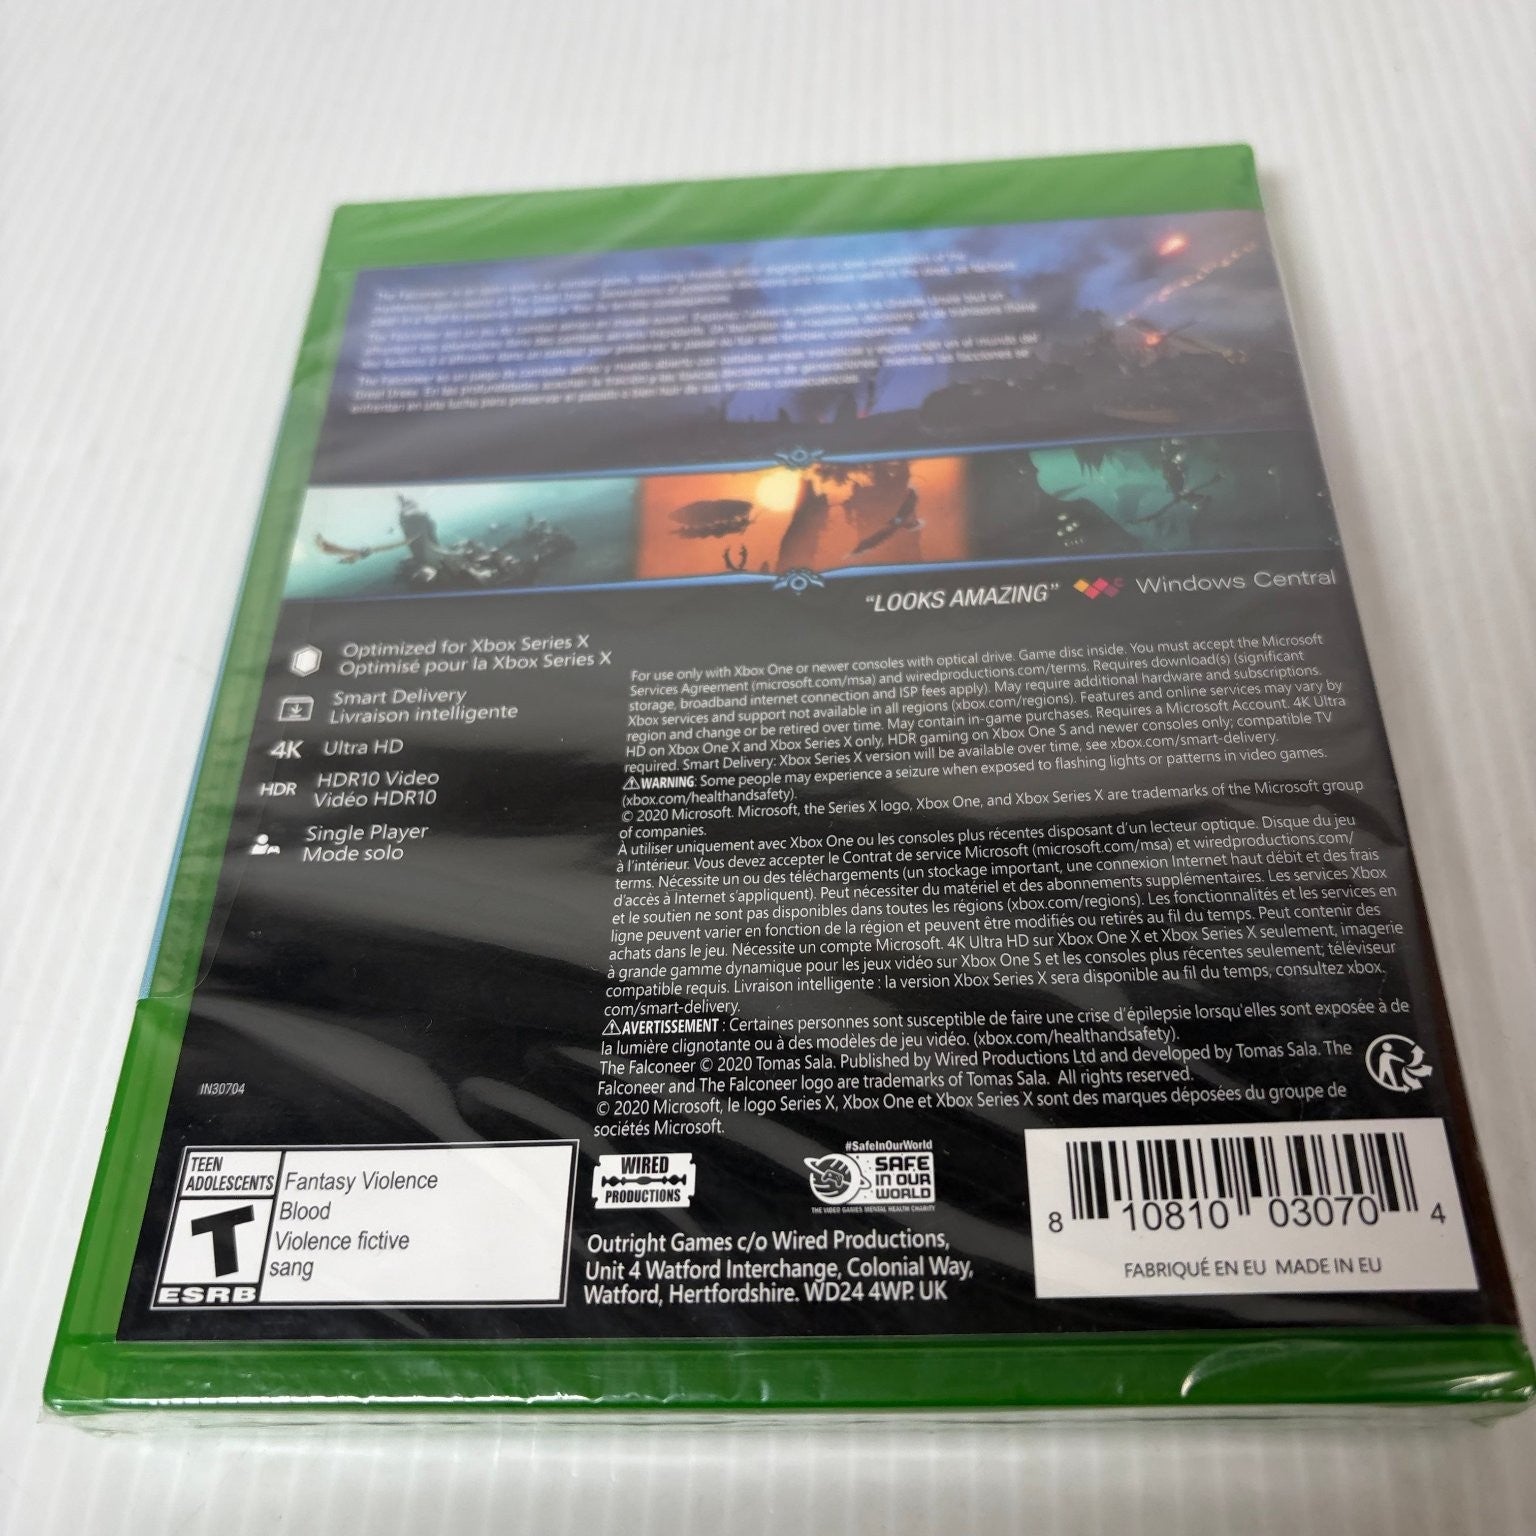 The Falconeer
The Falconeer
"LOOKS AMAZING" Windows Central
Optimized for Xbox Series X
Optimisé pour la Xbox Series X
Smart Delivery
Livraison intelligente
4K Ultra HD
HDR HDR10 Video
Vidéo HDR10
Single Player
Mode solo
For use only with Xbox One or newer consoles with optical drive. Game disc inside. You must accept the Microsoft
Services Agreement (microsoft.com/msa) and wiredproductions.com/terms. Requires download(s) (significant
storage, broadband internet connection and ISP fees apply). May require additional hardware and subscriptions.
Xbox services and support not available in all regions (xbox.com/regions). Features and online services may vary by
region and change or be retired over time. May contain in-game purchases. Requires a Microsoft Account. 4K Ultra
HD on Xbox One X and Xbox Series X only, HDR gaming on Xbox One S and newer consoles only; compatible TV
required. Smart Delivery: Xbox Series X version will be available over time, see xbox.com/smart-delivery.
WARNING: Some people may experience a seizure when exposed to flashing lights or patterns in video games.
(xbox.com/healthandsafety).
© 2020 Microsoft. Microsoft, the Series X logo, Xbox One, and Xbox Series X are trademarks of the Microsoft group
of companies.
À utiliser uniquement avec Xbox One ou les consoles plus récentes disposant d'un lecteur optique. Disque du jeu
à l'intérieur. Vous devez accepter le Contrat de service Microsoft (microsoft.com/msa) et wiredproductions.com/
terms. Nécessite un ou des téléchargements (un stockage important, une connexion Internet haut débit et des frais
d'accès à Internet s'appliquent). Peut nécessiter du matériel et des abonnements supplémentaires. Les services Xbox
et le soutien ne sont pas disponibles dans toutes les régions (xbox.com/regions). Les fonctionnalités et les services en
ligne peuvent varier en fonction de la région et peuvent être modifiés ou retirés au fil du temps. Peut contenir des
achats dans le jeu. Nécessite un compte Microsoft. 4K Ultra HD sur Xbox One X et Xbox Series X seulement, imagerie
à grande gamme dynamique pour les jeux vidéo sur Xbox One S et les consoles plus récentes seulement; téléviseur
compatible requis. Livraison intelligente : la version Xbox Series X sera disponible au fil du temps, consultez xbox.
com/smart-delivery.
AVERTISSEMENT : Certaines personnes sont susceptible de faire une crise d'épilepsie lorsqu'elles sont exposée à de
la lumière clignotante ou à des modèles de jeu vidéo. (xbox.com/healthandsafety).
The Falconeer © 2020 Tomas Sala. Published by Wired Productions Ltd and developed by Tomas Sala. The
Falconeer and The Falconeer logo are trademarks of Tomas Sala. All rights reserved.
© 2020 Microsoft, le logo Series X, Xbox One et Xbox Series X sont des marques déposées du groupe de
sociétés Microsoft.
IN30704
TEEN
ADOLESCENTS
T
ESRB
Fantasy Violence
Blood
Violence fictive
sang
WIRED
PRODUCTIONS
#SafeInOurWorld
SAFE
IN OUR
WORLD
THE VIDEO GAMES MENTAL HEALTH CHARITY
Outright Games c/o Wired Productions,
Unit 4 Watford Interchange, Colonial Way,
Watford, Hertfordshire. WD24 4WP. UK
8 10810 03070 4
FABRIQUÉ EN EU MADE IN EU